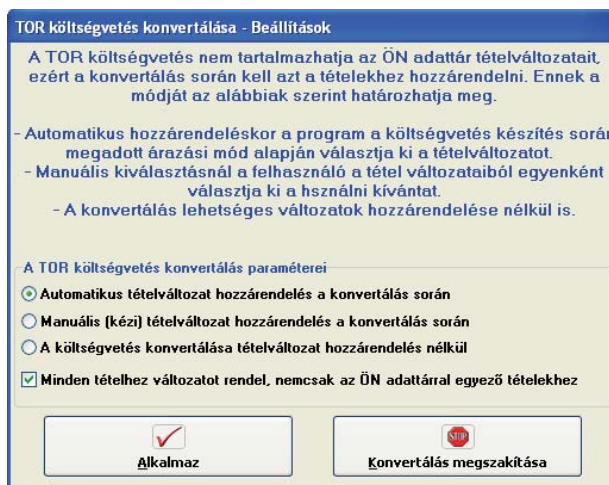 TOR költségvetés konvertálása - Beállítások
A TOR költségvetés nem tartalmazhatja az ÖN adattár tételváltozatait,
ezért a konvertálás során kell azt a tételekhez hozzárendelni. Ennek a
módját az alábbiak szerint határozhatja meg.
- Automatikus hozzárendeléskor a program a költségvetés készítés során
megadott árazási mód alapján választja ki a tételváltozatot.
- Manuális kiválasztásnál a felhasználó a tétel változataiból egyenként
választja ki a hsználni kívántat.
- A konvertálás lehetséges változatok hozzárendelése nélkül is.
A TOR költségvetés konvertálás paraméterei
Automatikus tételváltozat hozzárendelés a konvertálás során
Manuális (kézi) tételváltozat hozzárendelés a konvertálás során
A költségvetés konvertálása tételváltozat hozzárendelés nélkül
Minden tételhez változatot rendel, nemcsak az ÖN adattárral egyező tételekhez
STOP
Alkalmaz
Konvertálás megszakítása